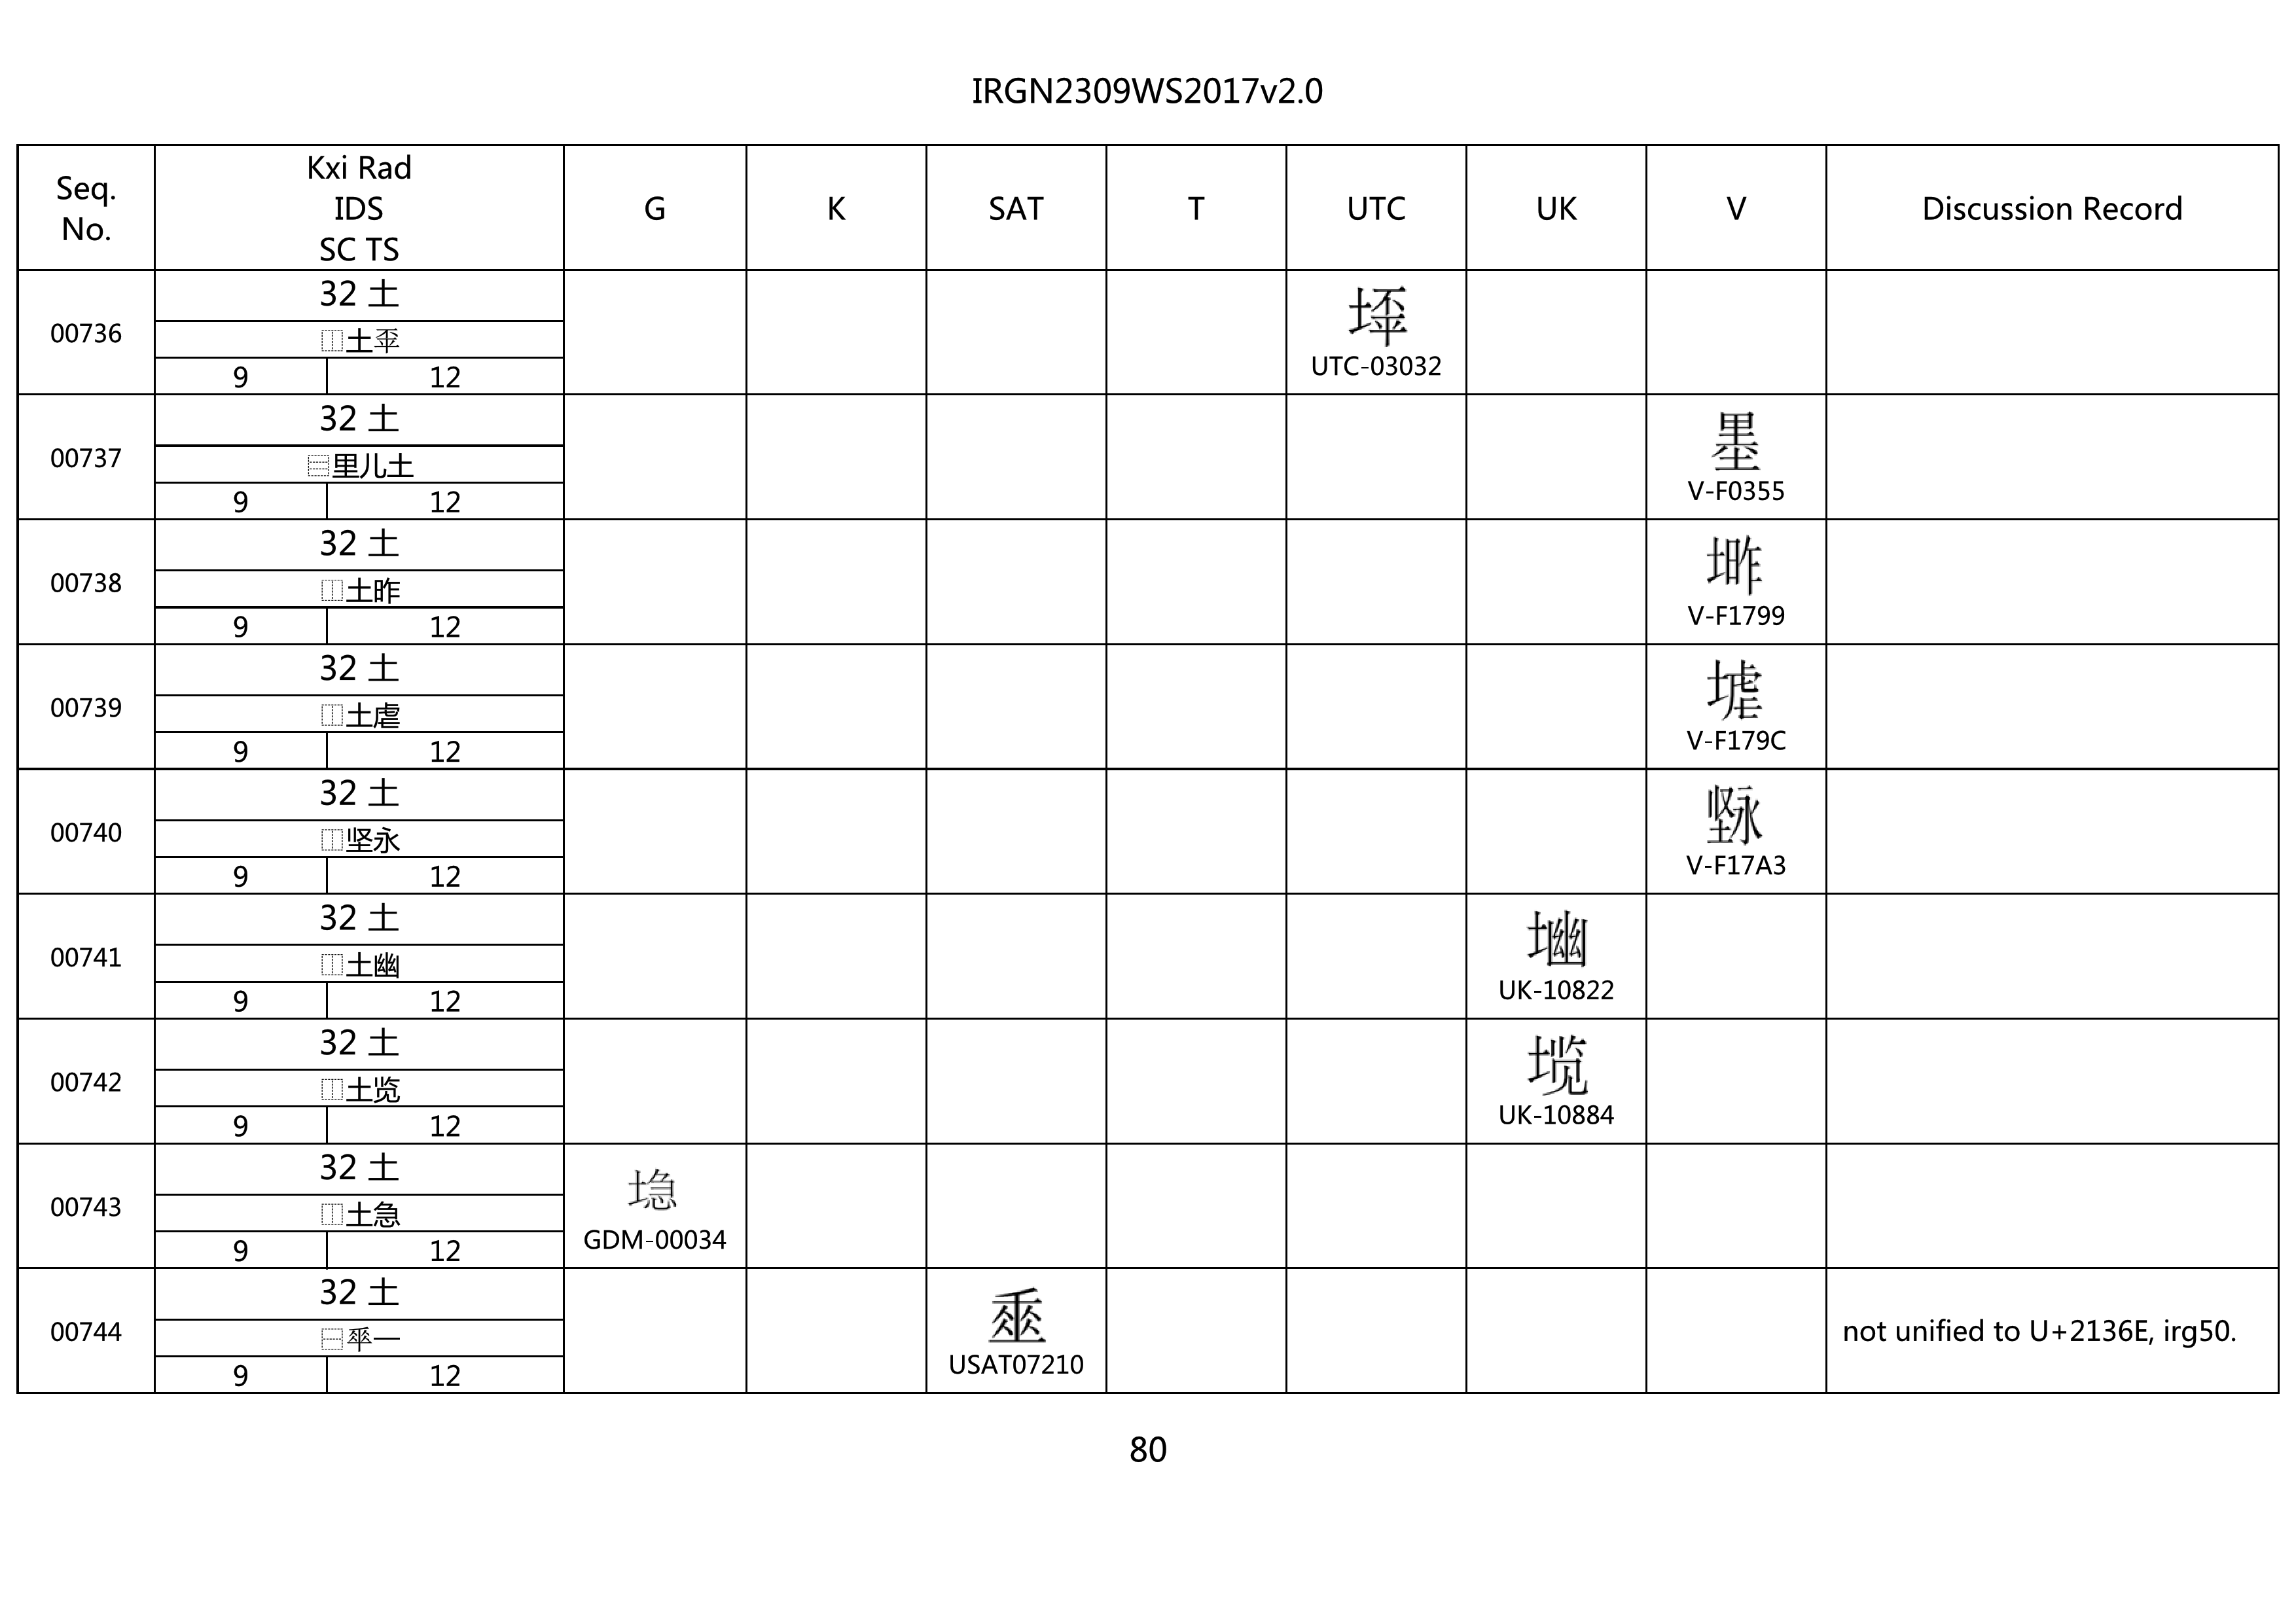 IRGN2309WS2017v2.0
Seq. No.
Kxi Rad
IDS
SC TS
G K SAT T UTC UK V Discussion Record
00736
32 土
⿰土
9 12
UTC-03032
00737
32 土
⿳里儿土
9 12
V-F0355
00738
32 土
⿰土昨
9 12
V-F1799
00739
32 土
⿰土虐
9 12
V-F179C
00740
32 土
⿰坚永
9 12
V-F17A3
00741
32 土
⿰土幽
9 12
UK-10822
00742
32 土
⿰土览
9 12
UK-10884
00743
32 土
⿰土急
9 12
GDM-00034
00744
32 土
⿱一
9 12
USAT07210
not unified to U+2136E, irg50.
80